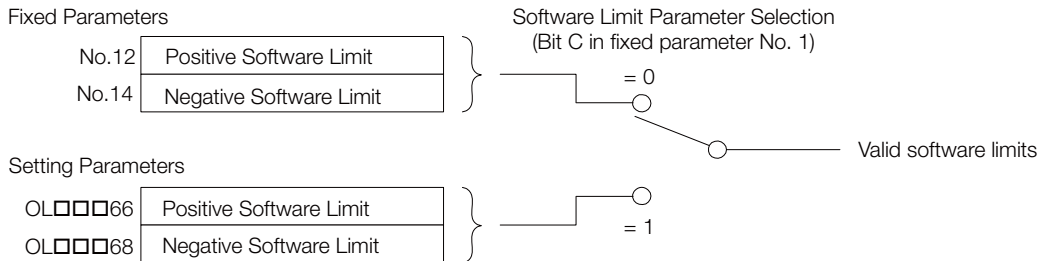 Fixed Parameters
Software Limit Parameter Selection
(Bit C in fixed parameter No. 1)
No.12 Positive Software Limit
No.14 Negative Software Limit
= 0
Valid software limits
Setting Parameters
OL□□□66 Positive Software Limit
OL□□□68 Negative Software Limit
= 1